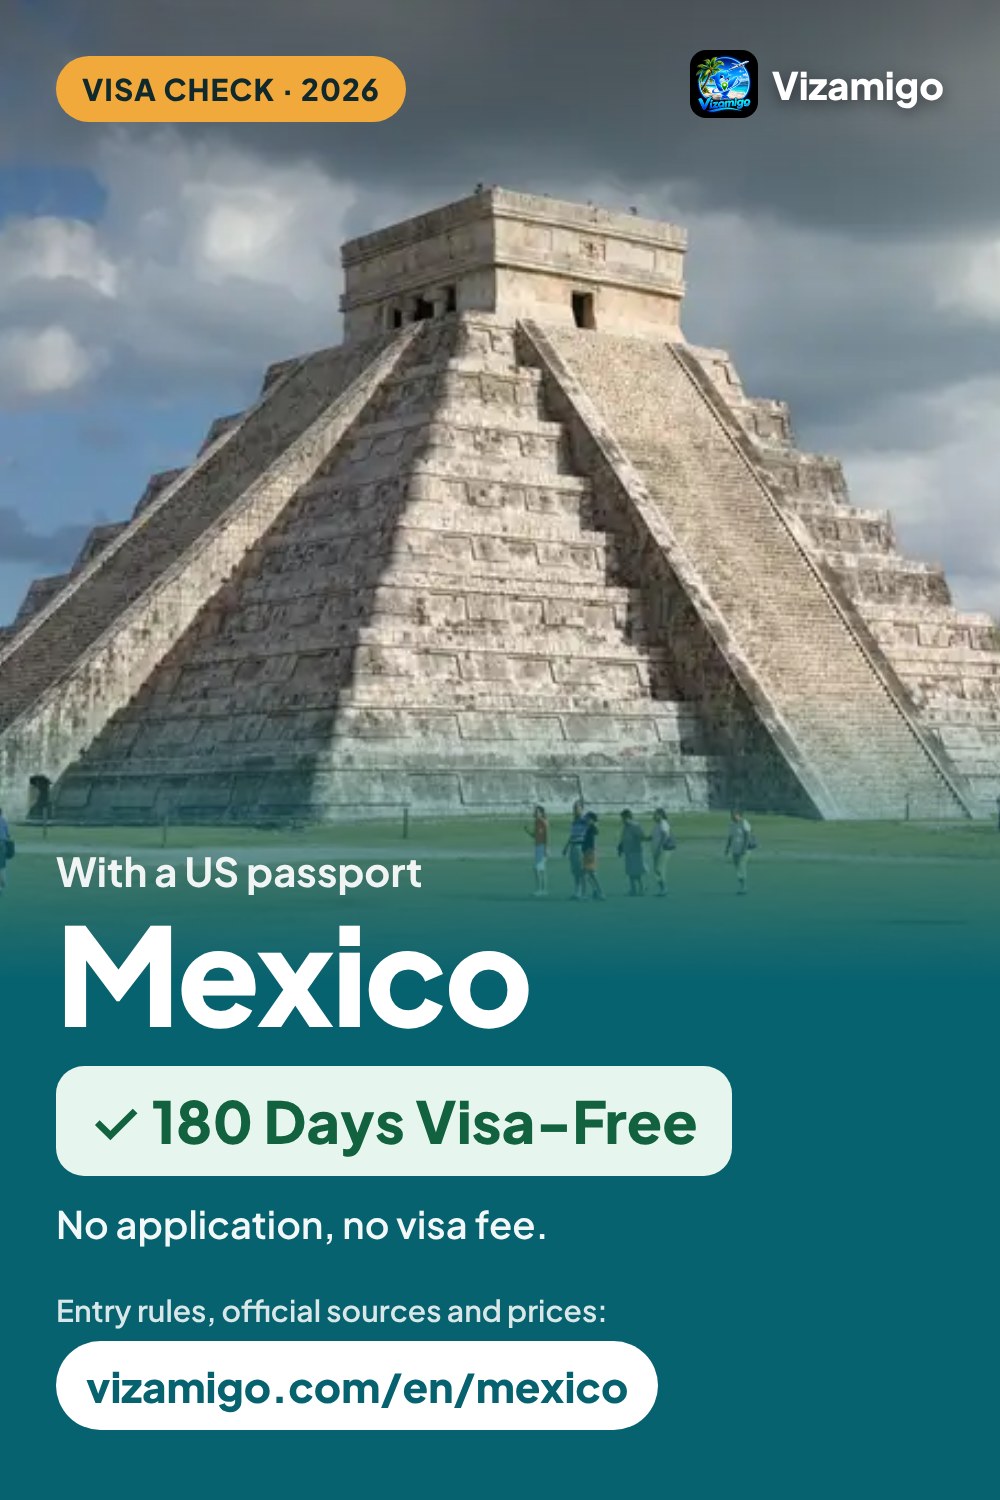 VISA CHECK · 2026
Vizamigo
Vizamigo
With a US passport
Mexico
✓ 180 Days Visa-Free
No application, no visa fee.
Entry rules, official sources and prices:
vizamigo.com/en/mexico